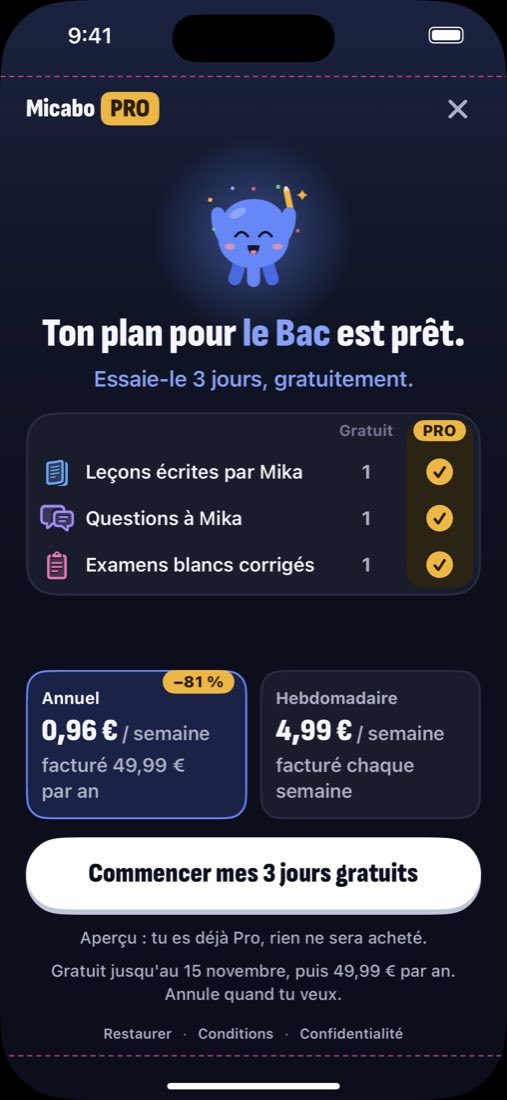 9:41
Micabo PRO
Ton plan pour le Bac est prêt.
Essaie-le 3 jours, gratuitement.
Gratuit PRO
Leçons écrites par Mika 1
Questions à Mika 1
Examens blancs corrigés 1
−81 %
Annuel
0,96 € / semaine
facturé 49,99 €
par an
Hebdomadaire
4,99 € / semaine
facturé chaque
semaine
Commencer mes 3 jours gratuits
Aperçu : tu es déjà Pro, rien ne sera acheté.
Gratuit jusqu'au 15 novembre, puis 49,99 € par an.
Annule quand tu veux.
Restaurer · Conditions · Confidentialité